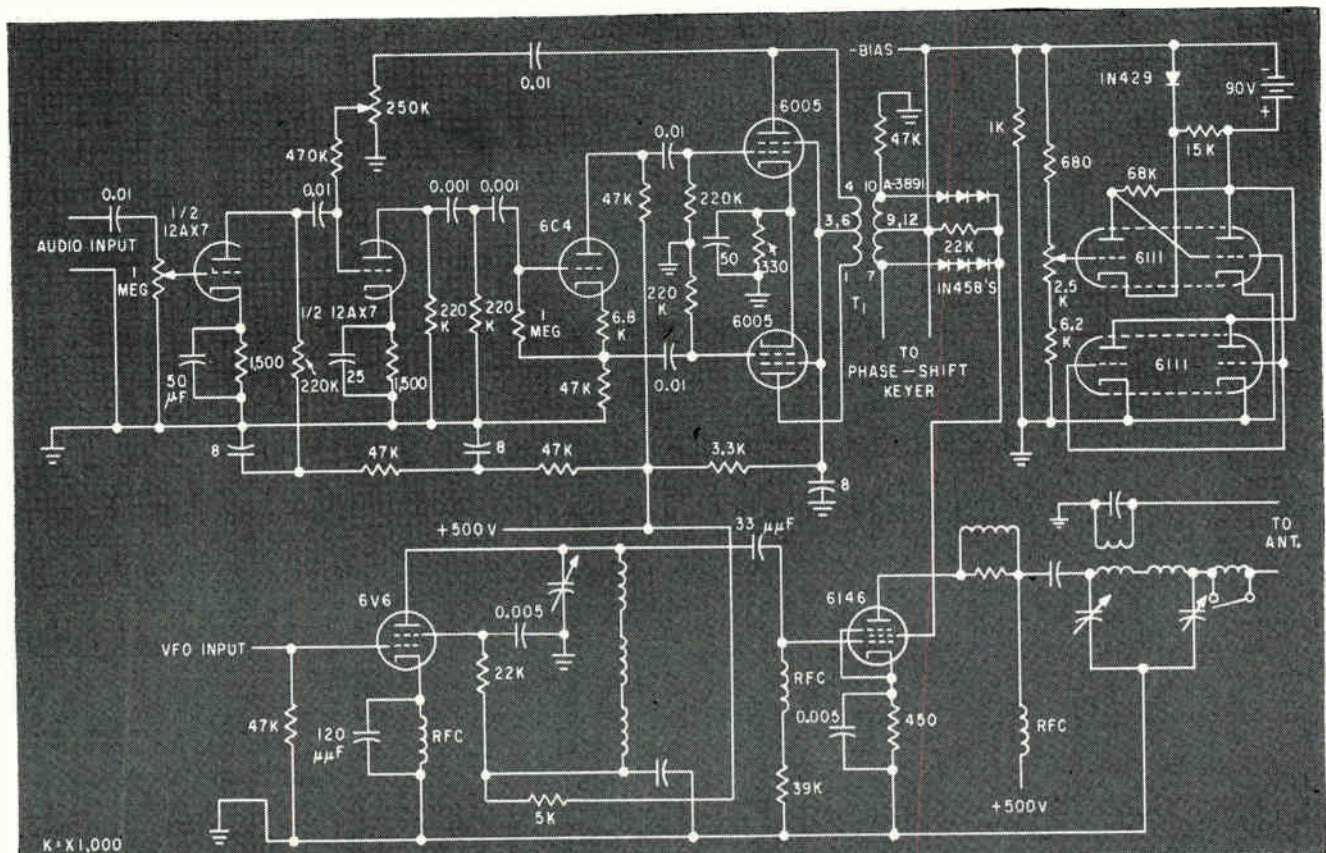 -BIAS
0.01
1N429
90V
-
+
250K
6005
1K
47K
680
15K
470K
0.01
47K
0.01
0.001
0.001
4
10
A-3891
68K
0.01
1/2
12AX7
6C4
220K
3,6
9,12
22K
6111
AUDIO INPUT
1
MEG
50
330
1
7
1N458'S
2.5
K
1/2 12AX7
220
K
220
K
1
MEG
6.8
K
220
K
6005
T1
6.2
K
50
μF
1,500
220K
25
1,500
47K
0.01
TO
PHASE-SHIFT
KEYER
6111
8
47K
8
47K
3.3K
8
+500V
33 μμF
TO
ANT.
6V6
0.005
6146
VFO INPUT
22K
RFC
47K
120
μμF
RFC
0.005
450
RFC
39K
5K
+500V
K=X1,000